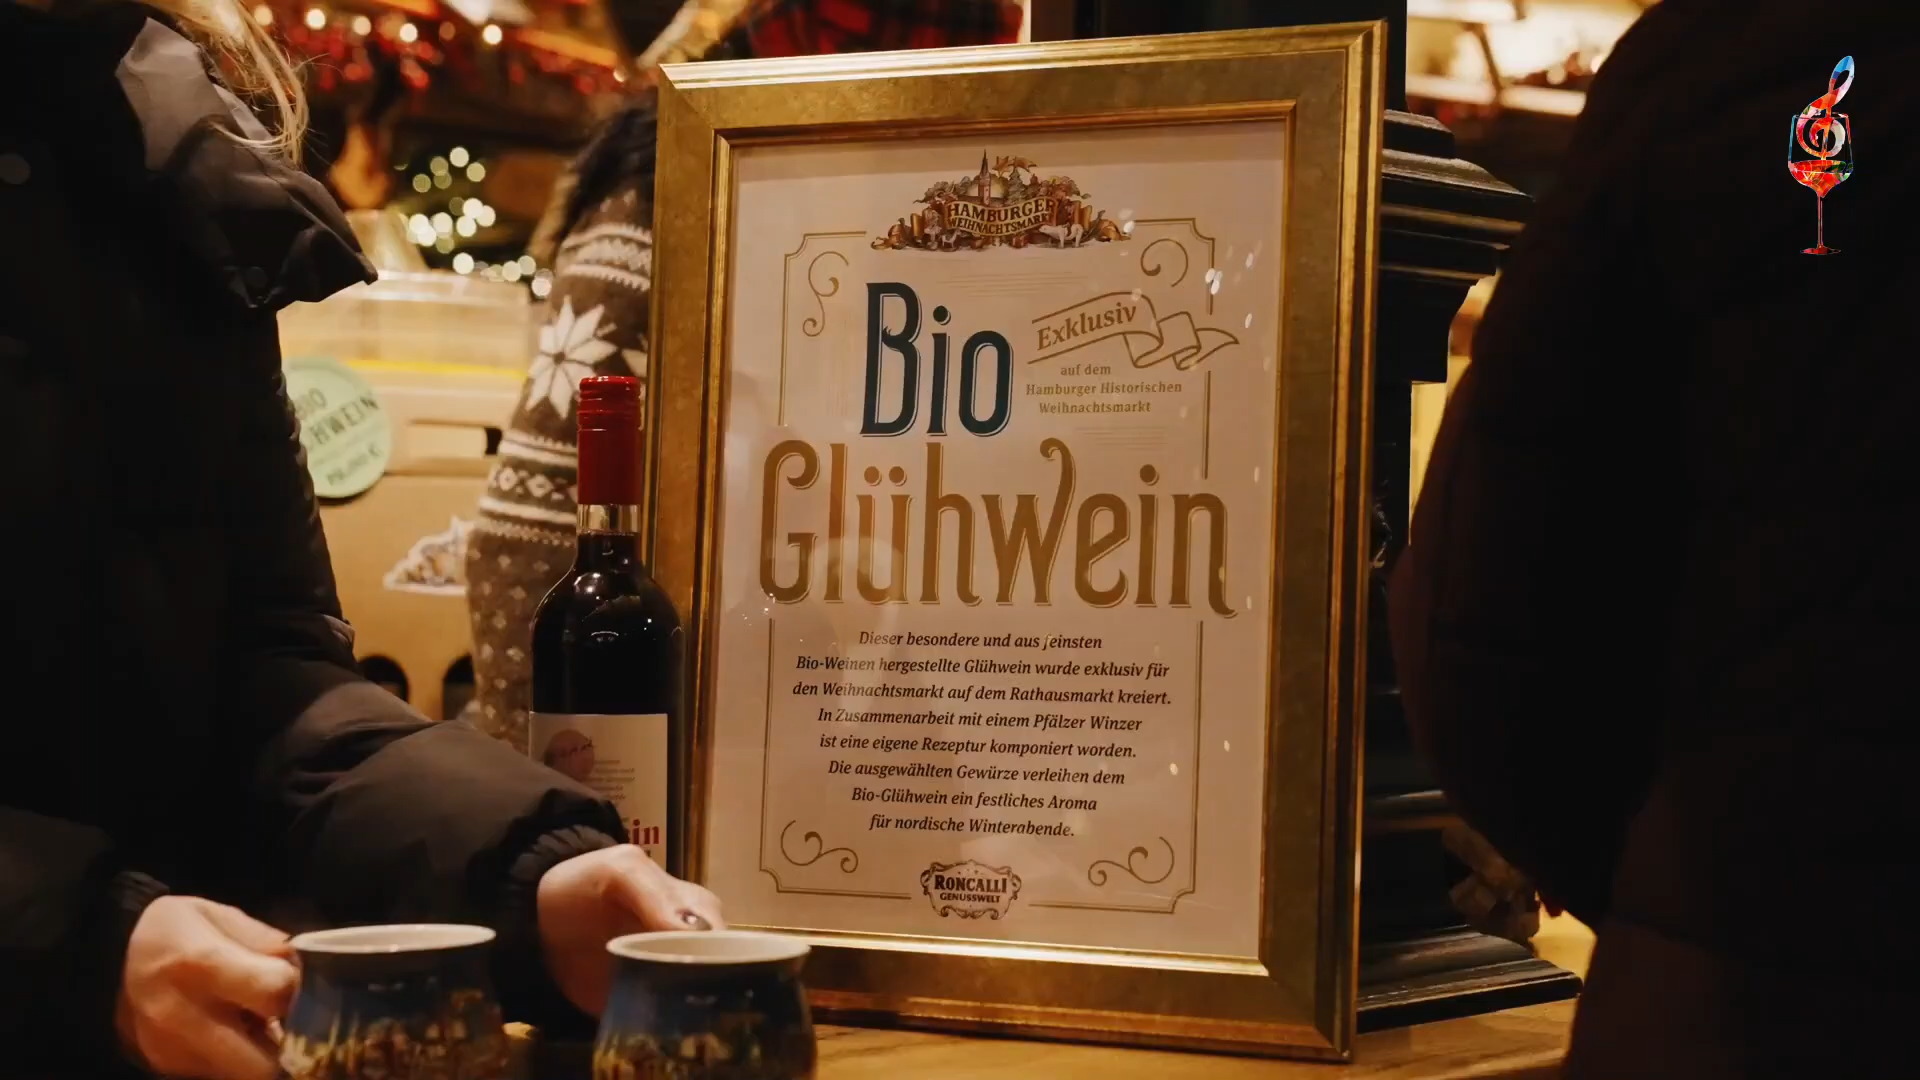 HAMBURGER
WEIHNACHTSMARKT
Bio
Exklusiv
auf dem
Hamburger Historischen
Weihnachtsmarkt
Glühwein
Dieser besondere und aus feinsten
Bio-Weinen hergestellte Glühwein wurde exklusiv für
den Weihnachtsmarkt auf dem Rathausmarkt kreiert.
In Zusammenarbeit mit einem Pfälzer Winzer
ist eine eigene Rezeptur komponiert worden.
Die ausgewählten Gewürze verleihen dem
Bio-Glühwein ein festliches Aroma
für nordische Winterabende.
RONCALLI
GENUSSWELT
BIO
HWEIN
in